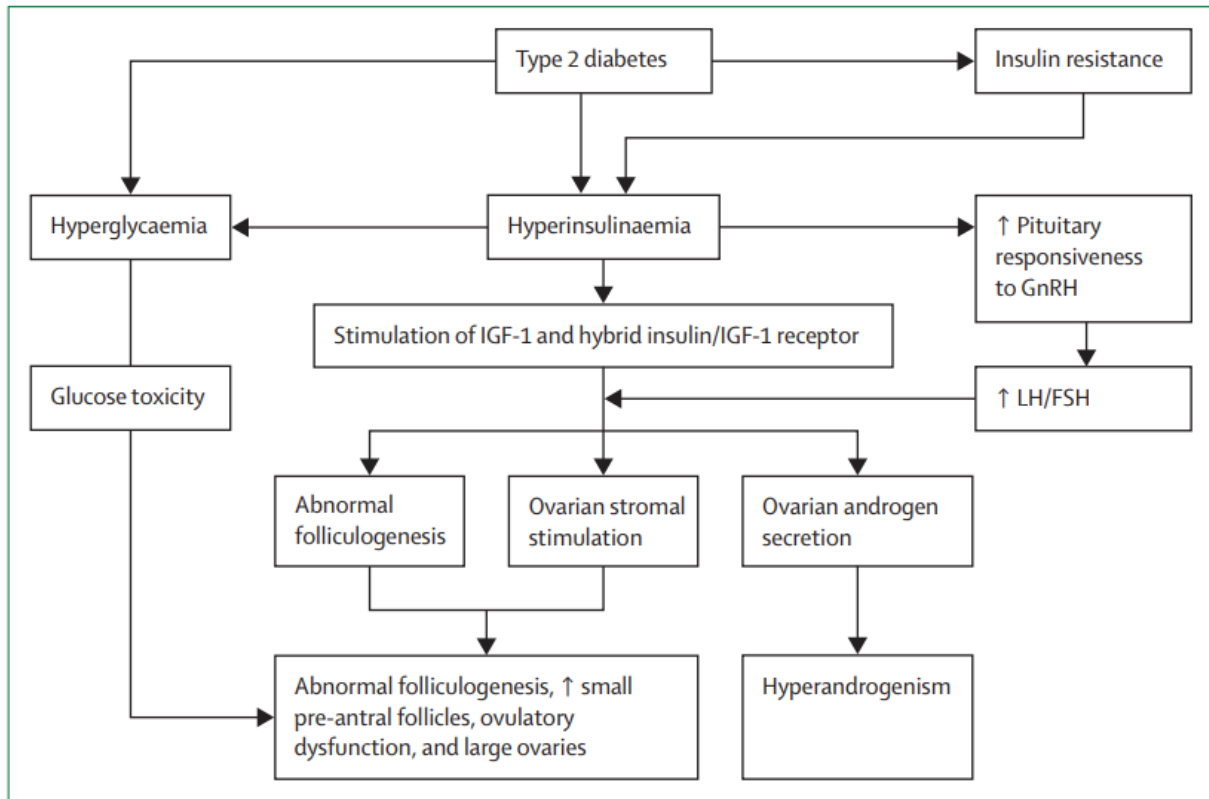 Type 2 diabetes
Insulin resistance
Hyperglycaemia
Hyperinsulinaemia
↑ Pituitary
responsiveness
to GnRH
Stimulation of IGF-1 and hybrid insulin/IGF-1 receptor
Glucose toxicity
↑ LH/FSH
Abnormal
folliculogenesis
Ovarian stromal
stimulation
Ovarian androgen
secretion
Abnormal folliculogenesis, ↑ small
pre-antral follicles, ovulatory
dysfunction, and large ovaries
Hyperandrogenism